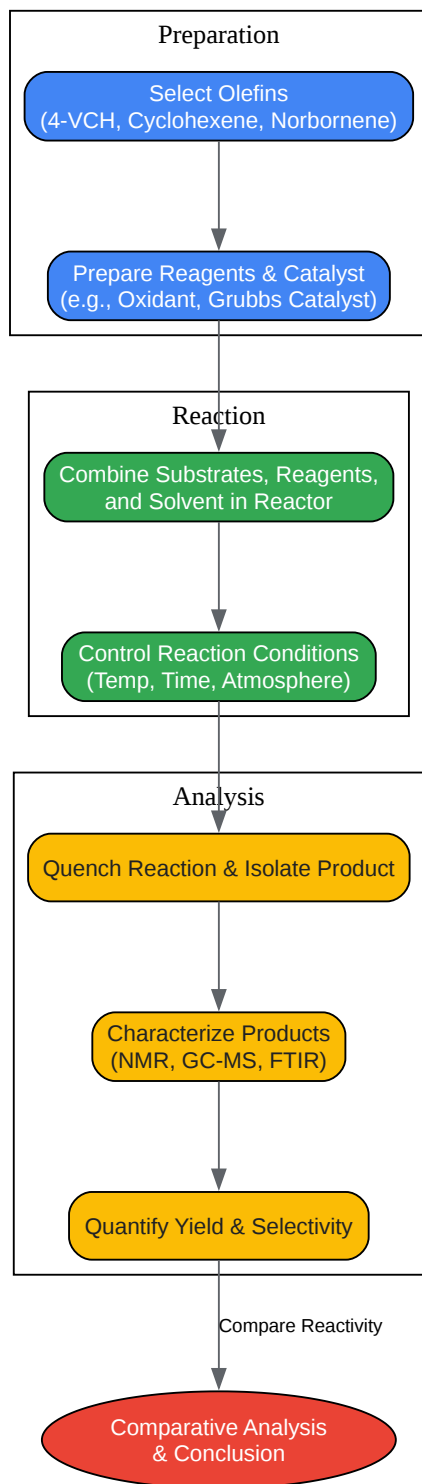 Preparation
Select Olefins
(4-VCH, Cyclohexene, Norbornene)
Prepare Reagents & Catalyst
(e.g., Oxidant, Grubbs Catalyst)
Reaction
Combine Substrates, Reagents,
and Solvent in Reactor
Control Reaction Conditions
(Temp, Time, Atmosphere)
Analysis
Quench Reaction & Isolate Product
Characterize Products
(NMR, GC-MS, FTIR)
Quantify Yield & Selectivity
Compare Reactivity
Comparative Analysis
& Conclusion